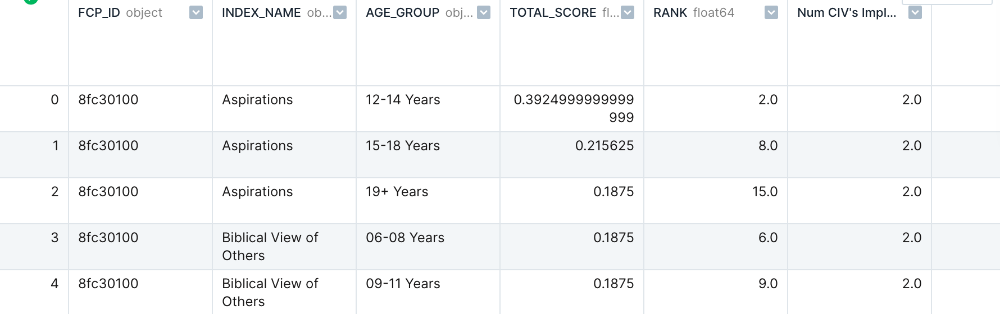 FCP_ID object INDEX_NAME ob... AGE_GROUP obj... TOTAL_SCORE fl... RANK float64 Num CIV's Impl...
0 8fc30100 Aspirations 12-14 Years 0.3924999999999
999 2.0 2.0
1 8fc30100 Aspirations 15-18 Years 0.215625 8.0 2.0
2 8fc30100 Aspirations 19+ Years 0.1875 15.0 2.0
3 8fc30100 Biblical View of
Others 06-08 Years 0.1875 6.0 2.0
4 8fc30100 Biblical View of
Others 09-11 Years 0.1875 9.0 2.0